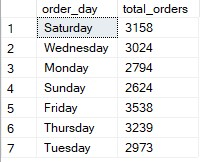 order_day total_orders
1 Saturday 3158
2 Wednesday 3024
3 Monday 2794
4 Sunday 2624
5 Friday 3538
6 Thursday 3239
7 Tuesday 2973